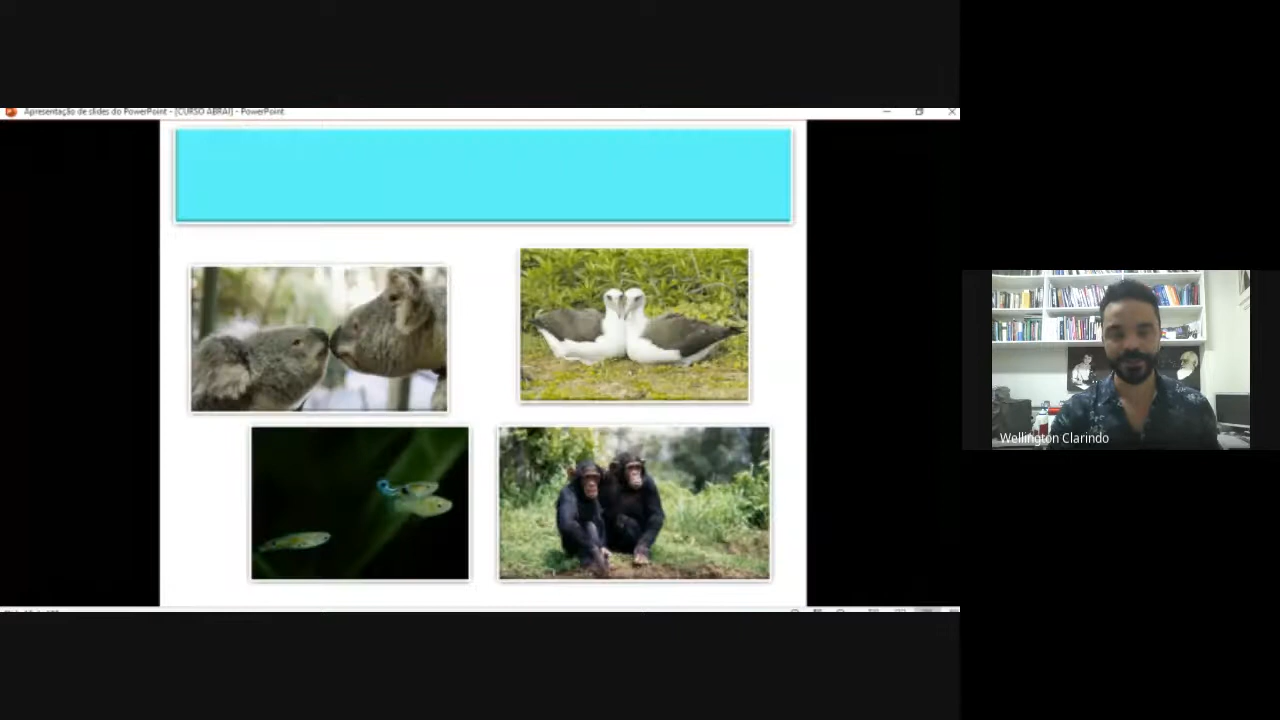 Apresentação de slides do PowerPoint - [CURSO ABRAI] - PowerPoint
Wellington Clarindo